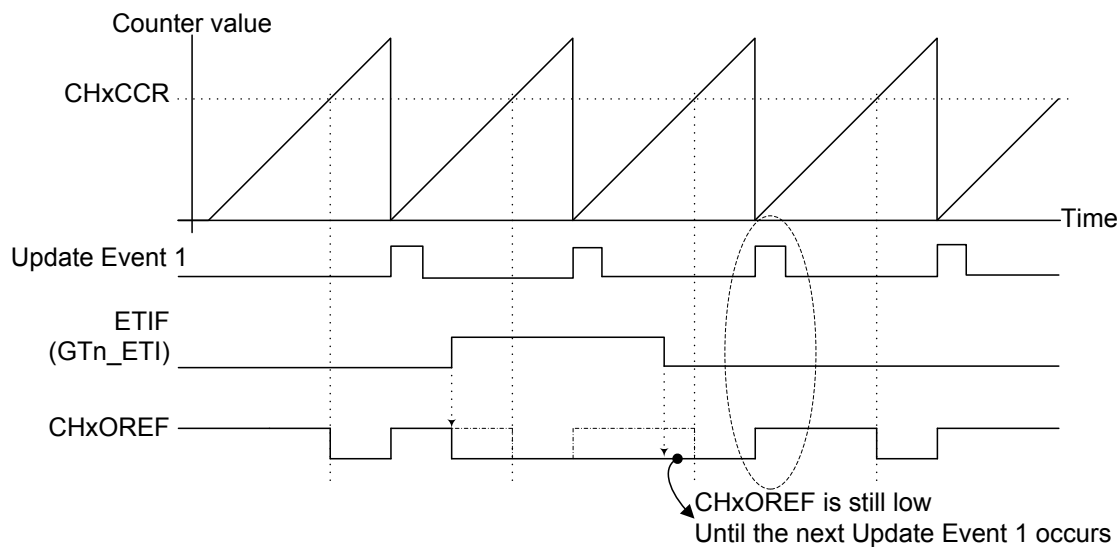 Counter value
CHxCCR
Time
Update Event 1
ETIF
(GTn_ETI)
CHxOREF
CHxOREF is still low
Until the next Update Event 1 occurs